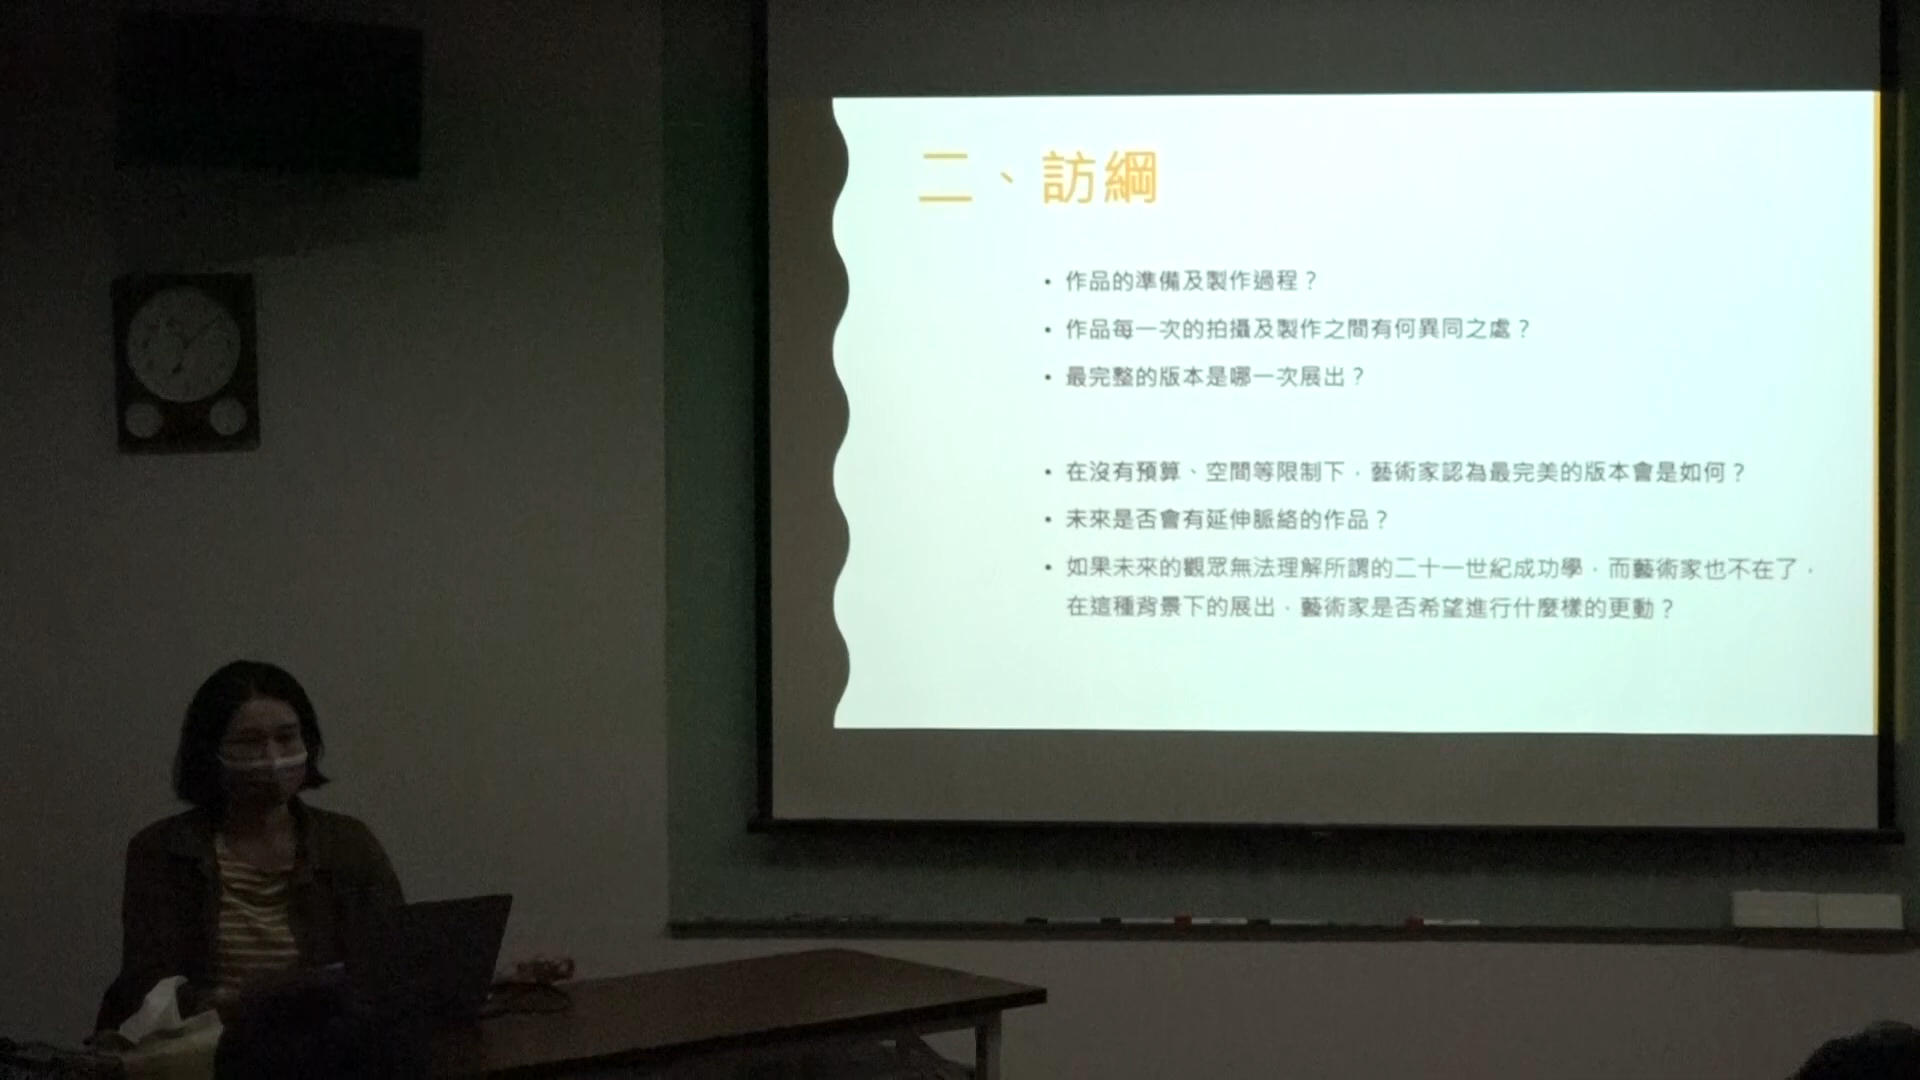 二、訪綱
• 作品的準備及製作過程？
• 作品每一次的拍攝及製作之間有何異同之處？
• 最完整的版本是哪一次展出？
• 在沒有預算、空間等限制下，藝術家認為最完美的版本會是如何？
• 未來是否會有延伸脈絡的作品？
• 如果未來的觀眾無法理解所謂的二十一世紀成功學，而藝術家也不在了，
在這種背景下的展出，藝術家是否希望進行什麼樣的更動？